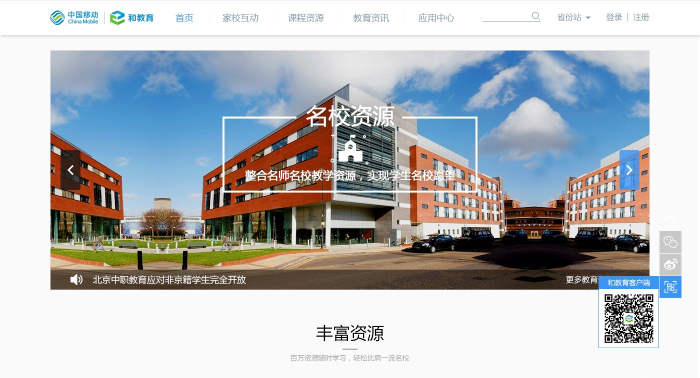 中国移动
China Mobile
和教育
首页
家校互动
课程资源
教育资讯
应用中心
省份站
登录 | 注册
名校资源
整合名师名校教学资源，实现学生名校愿望
北京中职教育应对非京籍学生完全开放
更多教育
和教育客户端
丰富资源
百万资源随时学习，轻松比肩一流名校